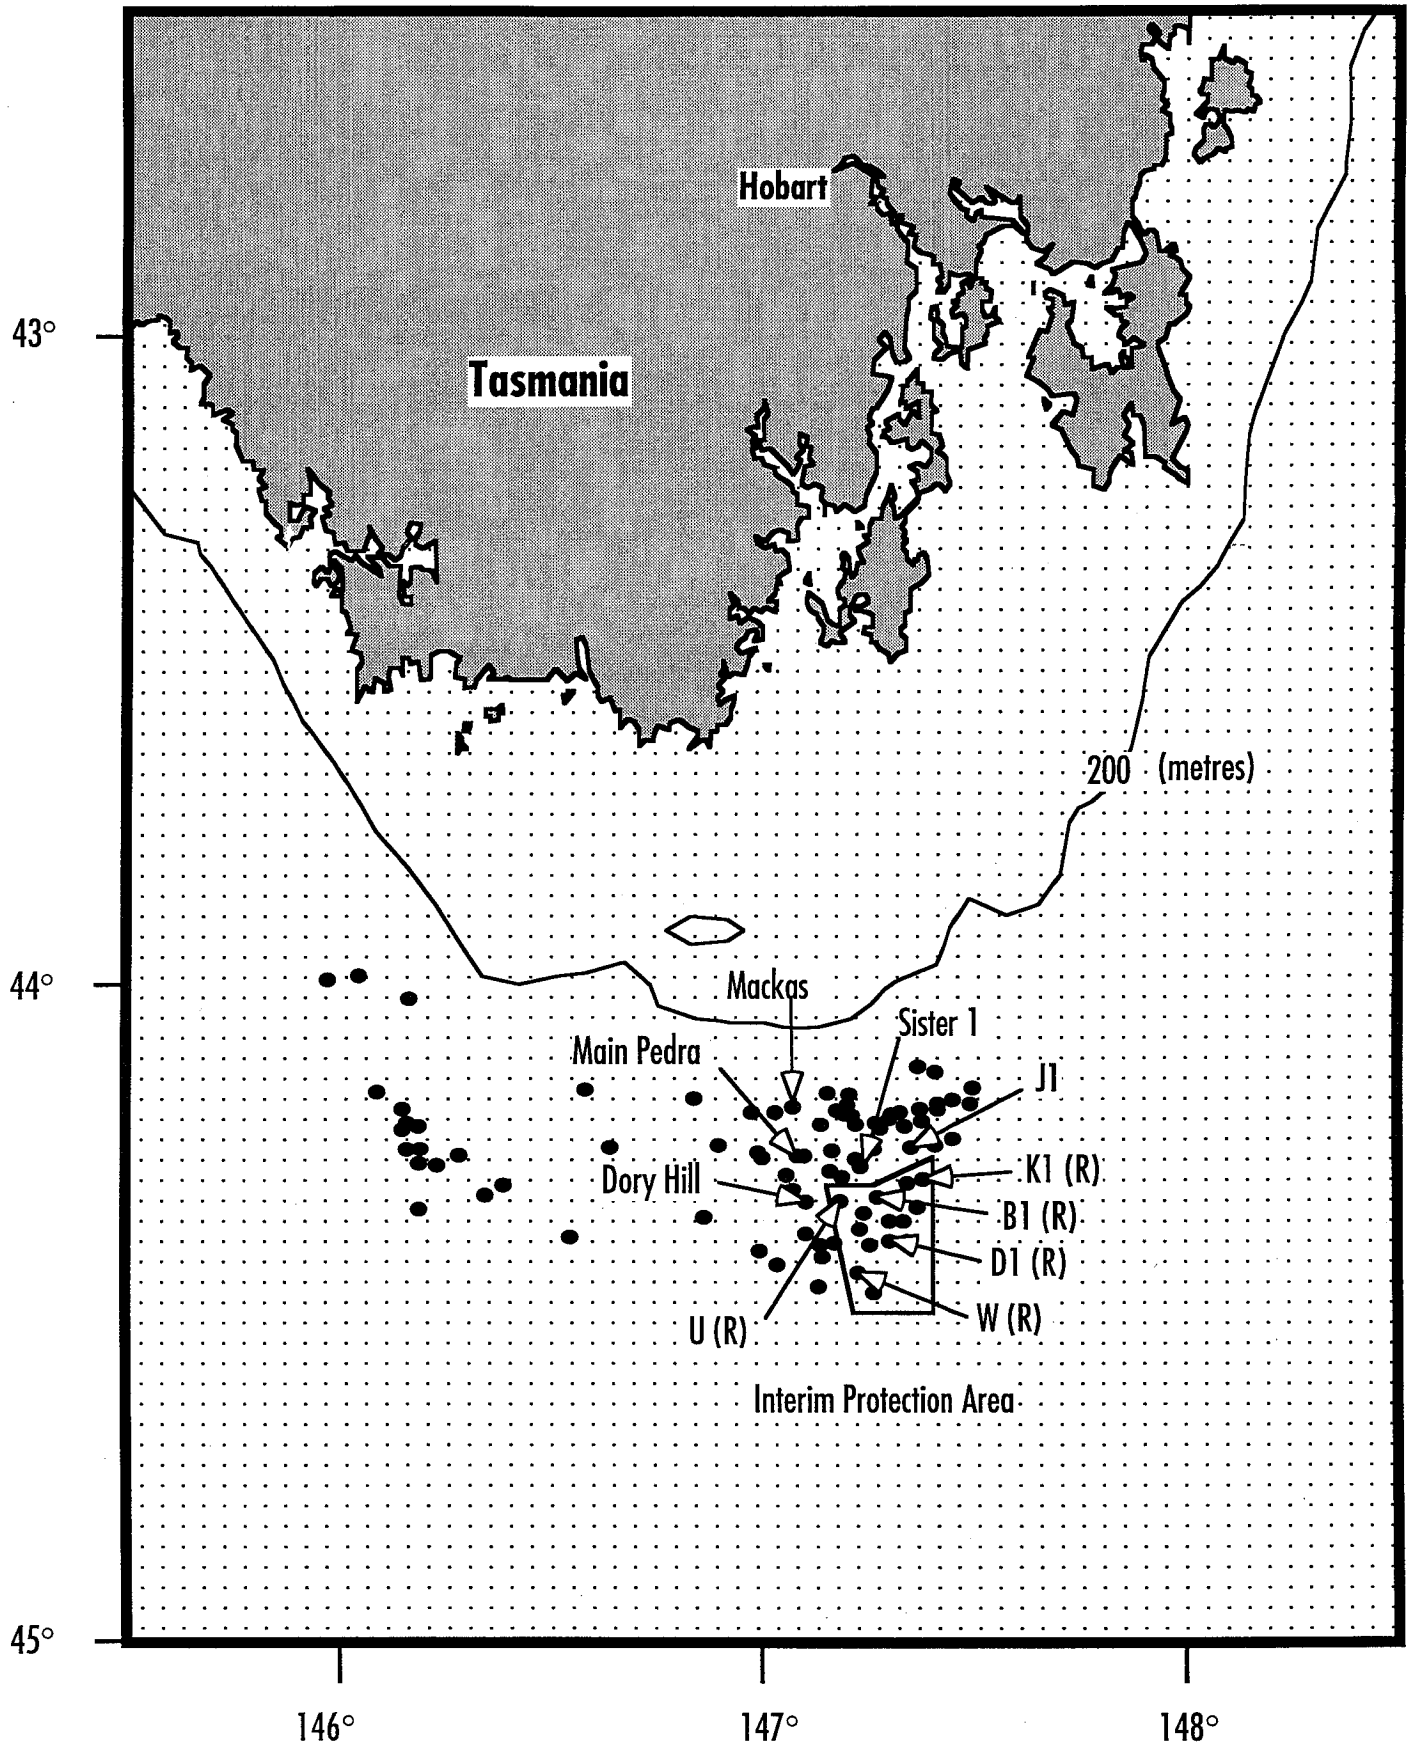 Hobart
43°
Tasmania
200 (metres)
44°
Mackas
Sister 1
Main Pedra
J1
K1 (R)
Dory Hill
B1 (R)
D1 (R)
W (R)
U (R)
Interim Protection Area
45°
146°
147°
148°